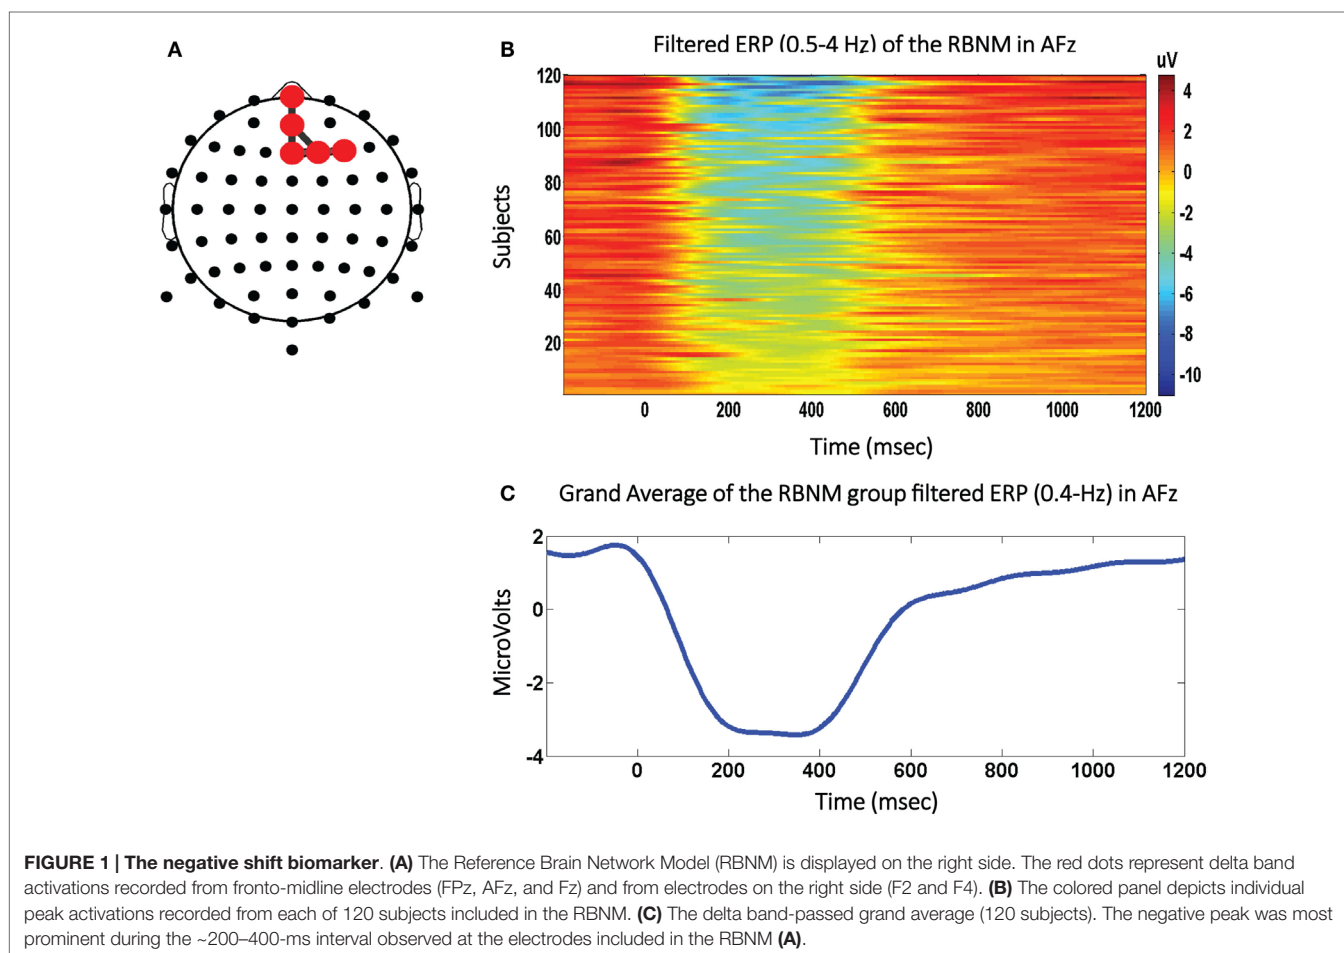 A
B
Filtered ERP (0.5-4 Hz) of the RBNM in AFz
uV
120
100
80
60
40
20
Subjects
0 200 400 600 800 1000 1200
Time (msec)
4
2
0
-2
-4
-6
-8
-10
C
Grand Average of the RBNM group filtered ERP (0.4-Hz) in AFz
2
0
-2
-4
MicroVolts
0 200 400 600 800 1000 1200
Time (msec)
FIGURE 1 | The negative shift biomarker. (A) The Reference Brain Network Model (RBNM) is displayed on the right side. The red dots represent delta band
activations recorded from fronto-midline electrodes (FPz, AFz, and Fz) and from electrodes on the right side (F2 and F4). (B) The colored panel depicts individual
peak activations recorded from each of 120 subjects included in the RBNM. (C) The delta band-passed grand average (120 subjects). The negative peak was most
prominent during the ~200–400-ms interval observed at the electrodes included in the RBNM (A).